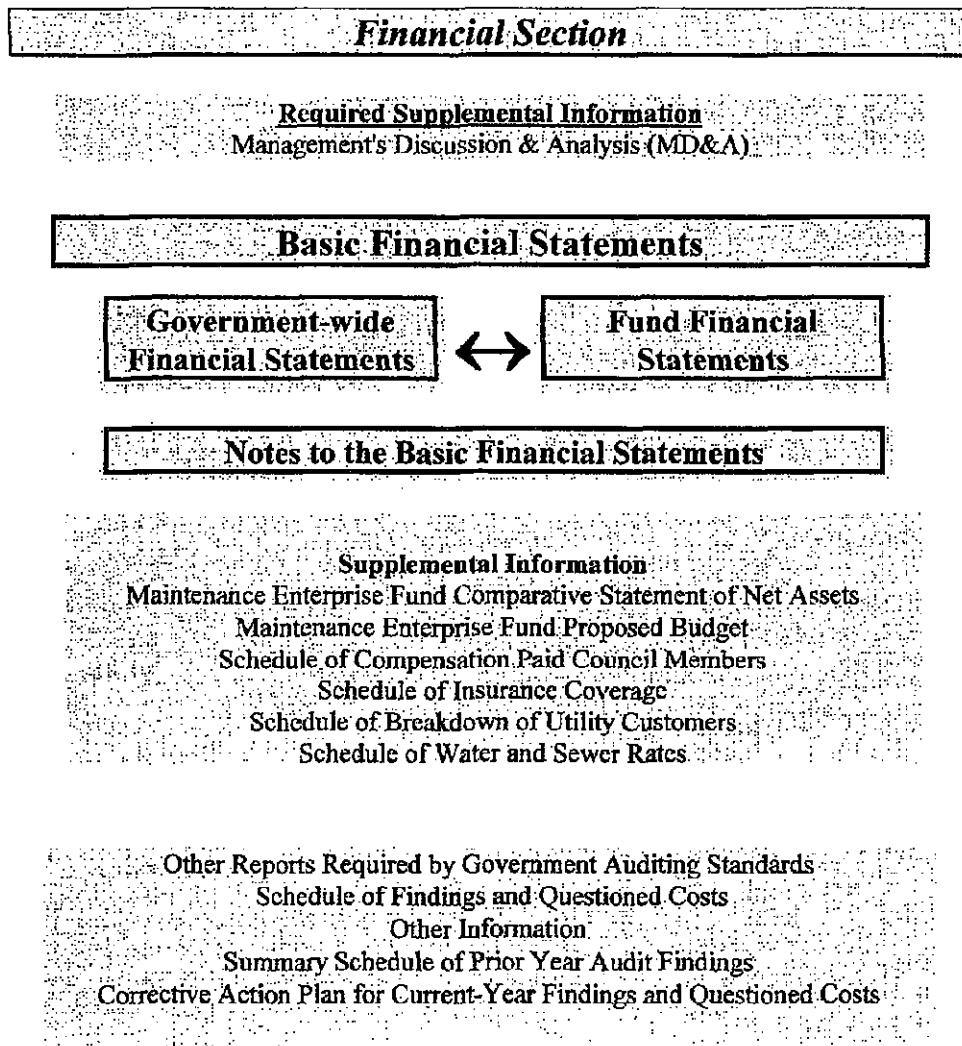 Financial Section
Required Supplemental Information
Management's Discussion & Analysis (MD&A)
Basic Financial Statements
Government-wide
Financial Statements
Fund Financial
Statements
Notes to the Basic Financial Statements
Supplemental Information
Maintenance Enterprise Fund Comparative Statement of Net Assets
Maintenance Enterprise Fund Proposed Budget
Schedule of Compensation Paid Council Members
Schedule of Insurance Coverage
Schedule of Breakdown of Utility Customers
Schedule of Water and Sewer Rates
Other Reports Required by Government Auditing Standards
Schedule of Findings and Questioned Costs
Other Information
Summary Schedule of Prior Year Audit Findings
Corrective Action Plan for Current-Year Findings and Questioned Costs